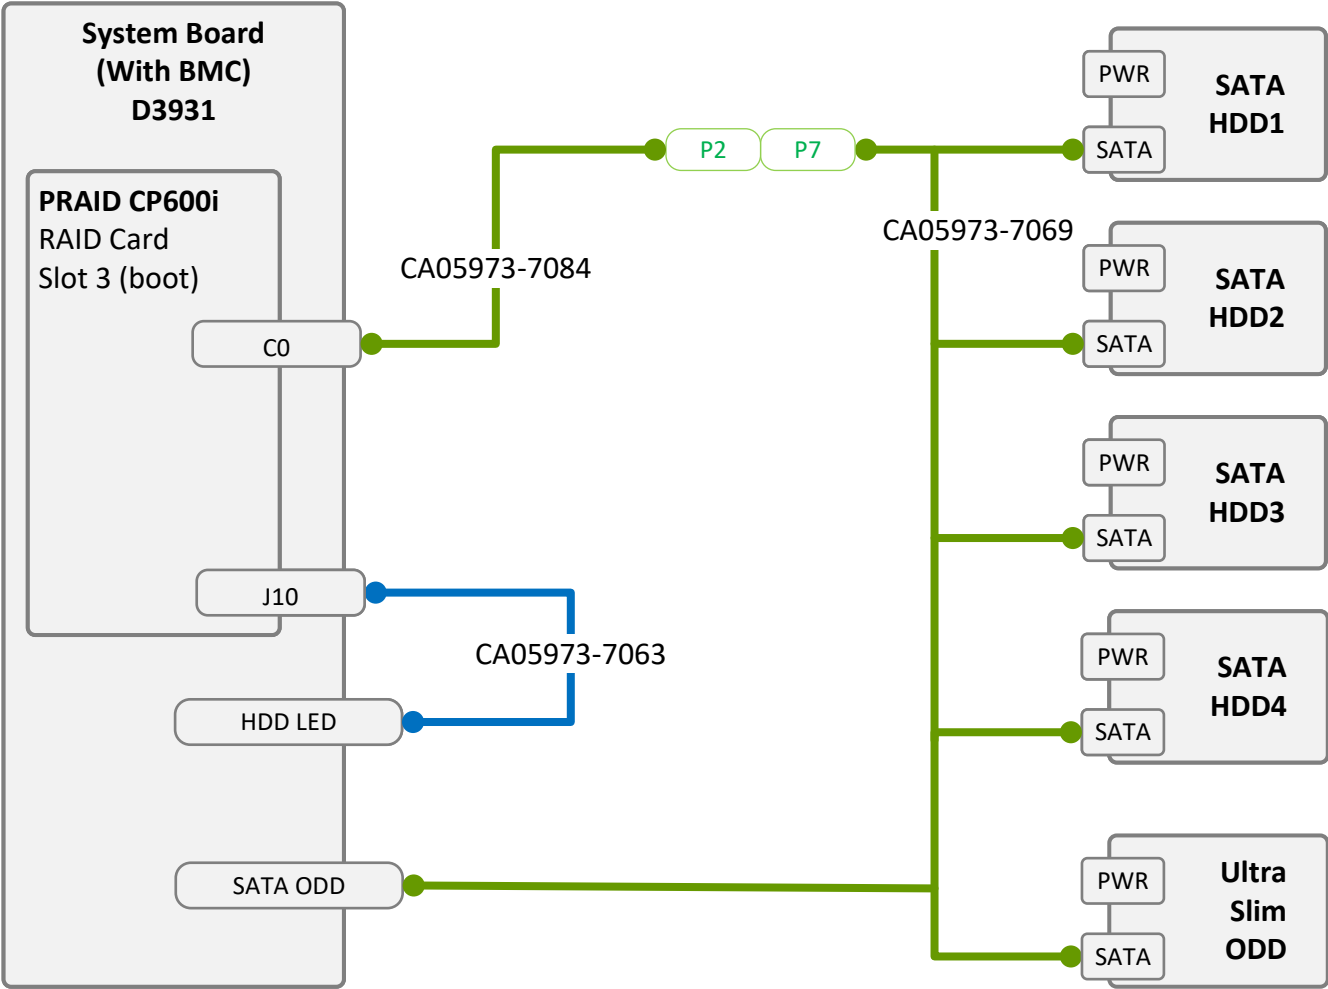 System Board
(With BMC)
D3931
PRAID CP600i
RAID Card
Slot 3 (boot)
C0
J10
HDD LED
SATA ODD
CA05973-7084
CA05973-7063
P2
P7
CA05973-7069
PWR
SATA
SATA
HDD1
PWR
SATA
SATA
HDD2
PWR
SATA
SATA
HDD3
PWR
SATA
SATA
HDD4
PWR
SATA
Ultra
Slim
ODD